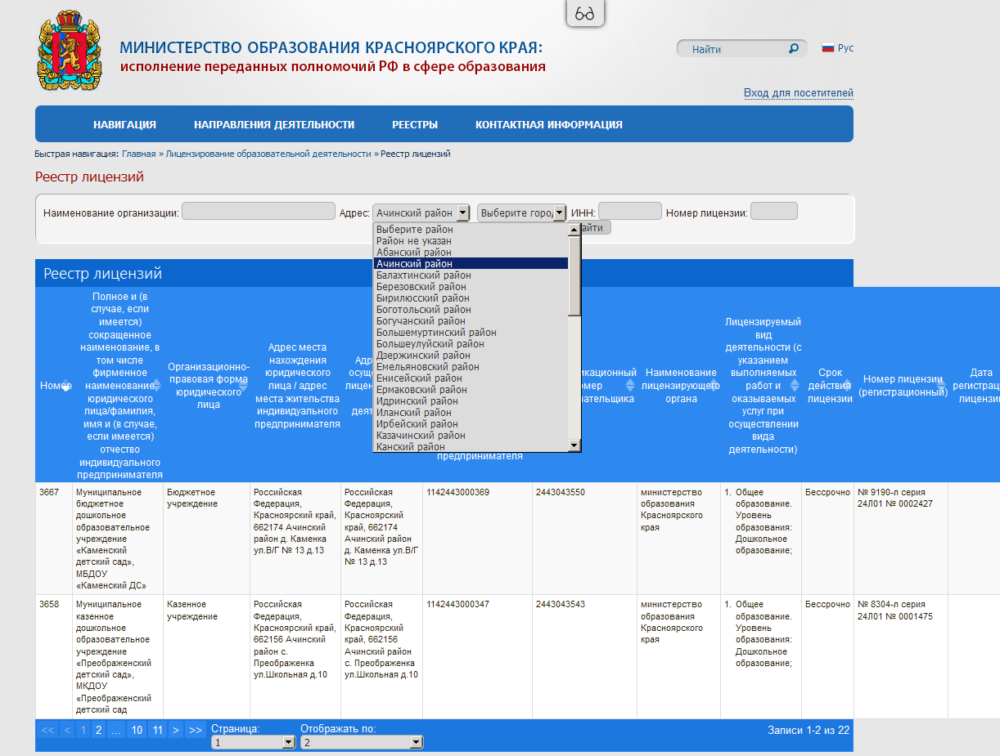 МИНИСТЕРСТВО ОБРАЗОВАНИЯ КРАСНОЯРСКОГО КРАЯ:
исполнение переданных полномочий РФ в сфере образования
Найти
Рус
Вход для посетителей
НАВИГАЦИЯ НАПРАВЛЕНИЯ ДЕЯТЕЛЬНОСТИ РЕЕСТРЫ КОНТАКТНАЯ ИНФОРМАЦИЯ
Быстрая навигация: Главная » Лицензирование образовательной деятельности » Реестр лицензий
Реестр лицензий
Наименование организации: Адрес: Ачинский район Выберите горо ИНН: Номер лицензии:
айти
Выберите район
Район не указан
Абанский район
Ачинский район
Балахтинский район
Березовский район
Бирилюсский район
Боготольский район
Богучанский район
Большемуртинский район
Большеулуйский район
Дзержинский район
Емельяновский район
Енисейский район
Ермаковский район
Идринский район
Иланский район
Ирбейский район
Казачинский район
Канский район
Реестр лицензий
Номер
Полное и (в
случае, если
имеется)
сокращенное
наименование, в
том числе
фирменное
наименование
юридического
лица/фамилия,
имя и (в случае,
если имеется)
отчество
индивидуального
предпринимателя
Организационно-
правовая форма
юридического
лица
Адрес места
нахождения
юридического
лица / адрес
места жительства
индивидуального
предпринимателя
Адр
осущ
лицен
деят
предпринимателя
икационный
мер
ательщика
Наименование
лицензирующего
органа
Лицензируемый
вид
деятельности (с
указанием
выполняемых
работ и
оказываемых
услуг при
осуществлении
вида
деятельности)
Срок
действия
лицензии
Номер лицензии
(регистрационный)
Дата
регистрац
лицензи
3667
Муниципальное
бюджетное
дошкольное
образовательное
учреждение
«Каменский
детский сад»,
МБДОУ
«Каменский ДС»
Бюджетное
учреждение
Российская
Федерация,
Красноярский край,
662174 Ачинский
район д. Каменка
ул.В/Г № 13 д.13
Российская
Федерация,
Красноярский
край, 662174
Ачинский район
д. Каменка ул.В/Г
№ 13 д.13
1142443000369
2443043550
министерство
образования
Красноярского
края
1. Общее
образование.
Уровень
образования:
Дошкольное
образование;
Бессрочно
№ 9190-л серия
24Л01 № 0002427
3658
Муниципальное
казенное
дошкольное
образовательное
учреждение
«Преображенский
детский сад»,
МКДОУ
«Преображенский
детский сад
Казенное
учреждение
Российская
Федерация,
Красноярский край,
662156 Ачинский
район с.
Преображенка
ул.Школьная д.10
Российская
Федерация,
Красноярский
край, 662156
Ачинский район
с. Преображенка
ул.Школьная д.10
1142443000347
2443043543
министерство
образования
Красноярского
края
1. Общее
образование.
Уровень
образования:
Дошкольное
образование;
Бессрочно
№ 8304-л серия
24Л01 № 0001475
<< < 1 2 ... 10 11 > >> Страница: Отображать по: Записи 1-2 из 22
1 2